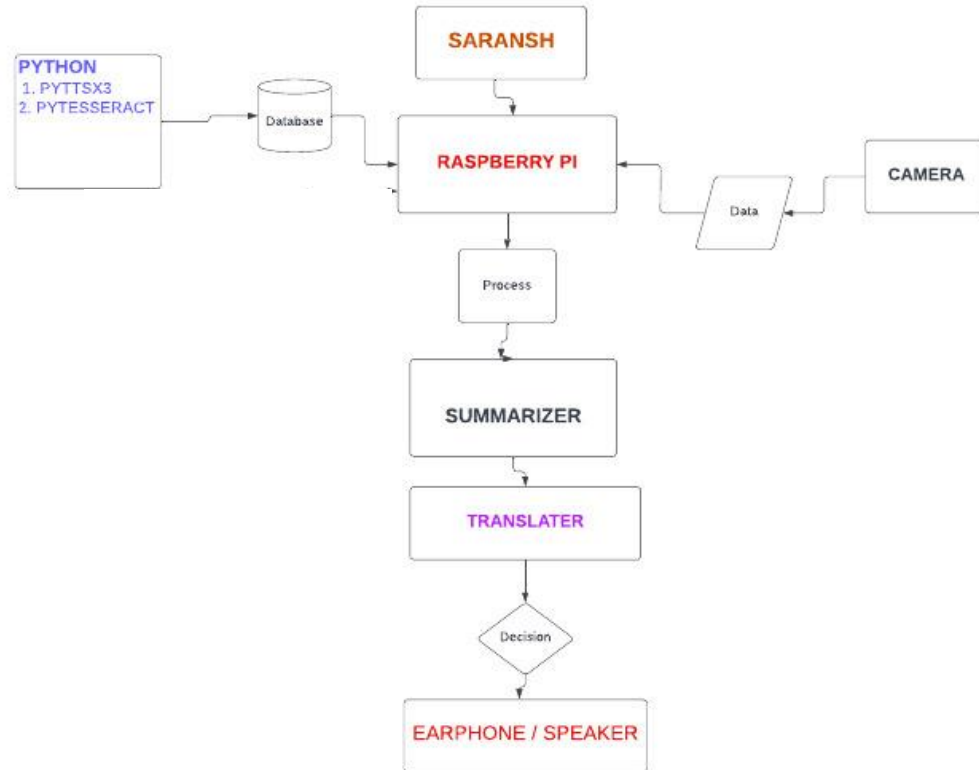 SARANSH
PYTHON
1. PYTTSX3
2. PYTESSERACT
Database
RASPBERRY PI
CAMERA
Data
Process
SUMMARIZER
TRANSLATER
Decision
EARPHONE / SPEAKER